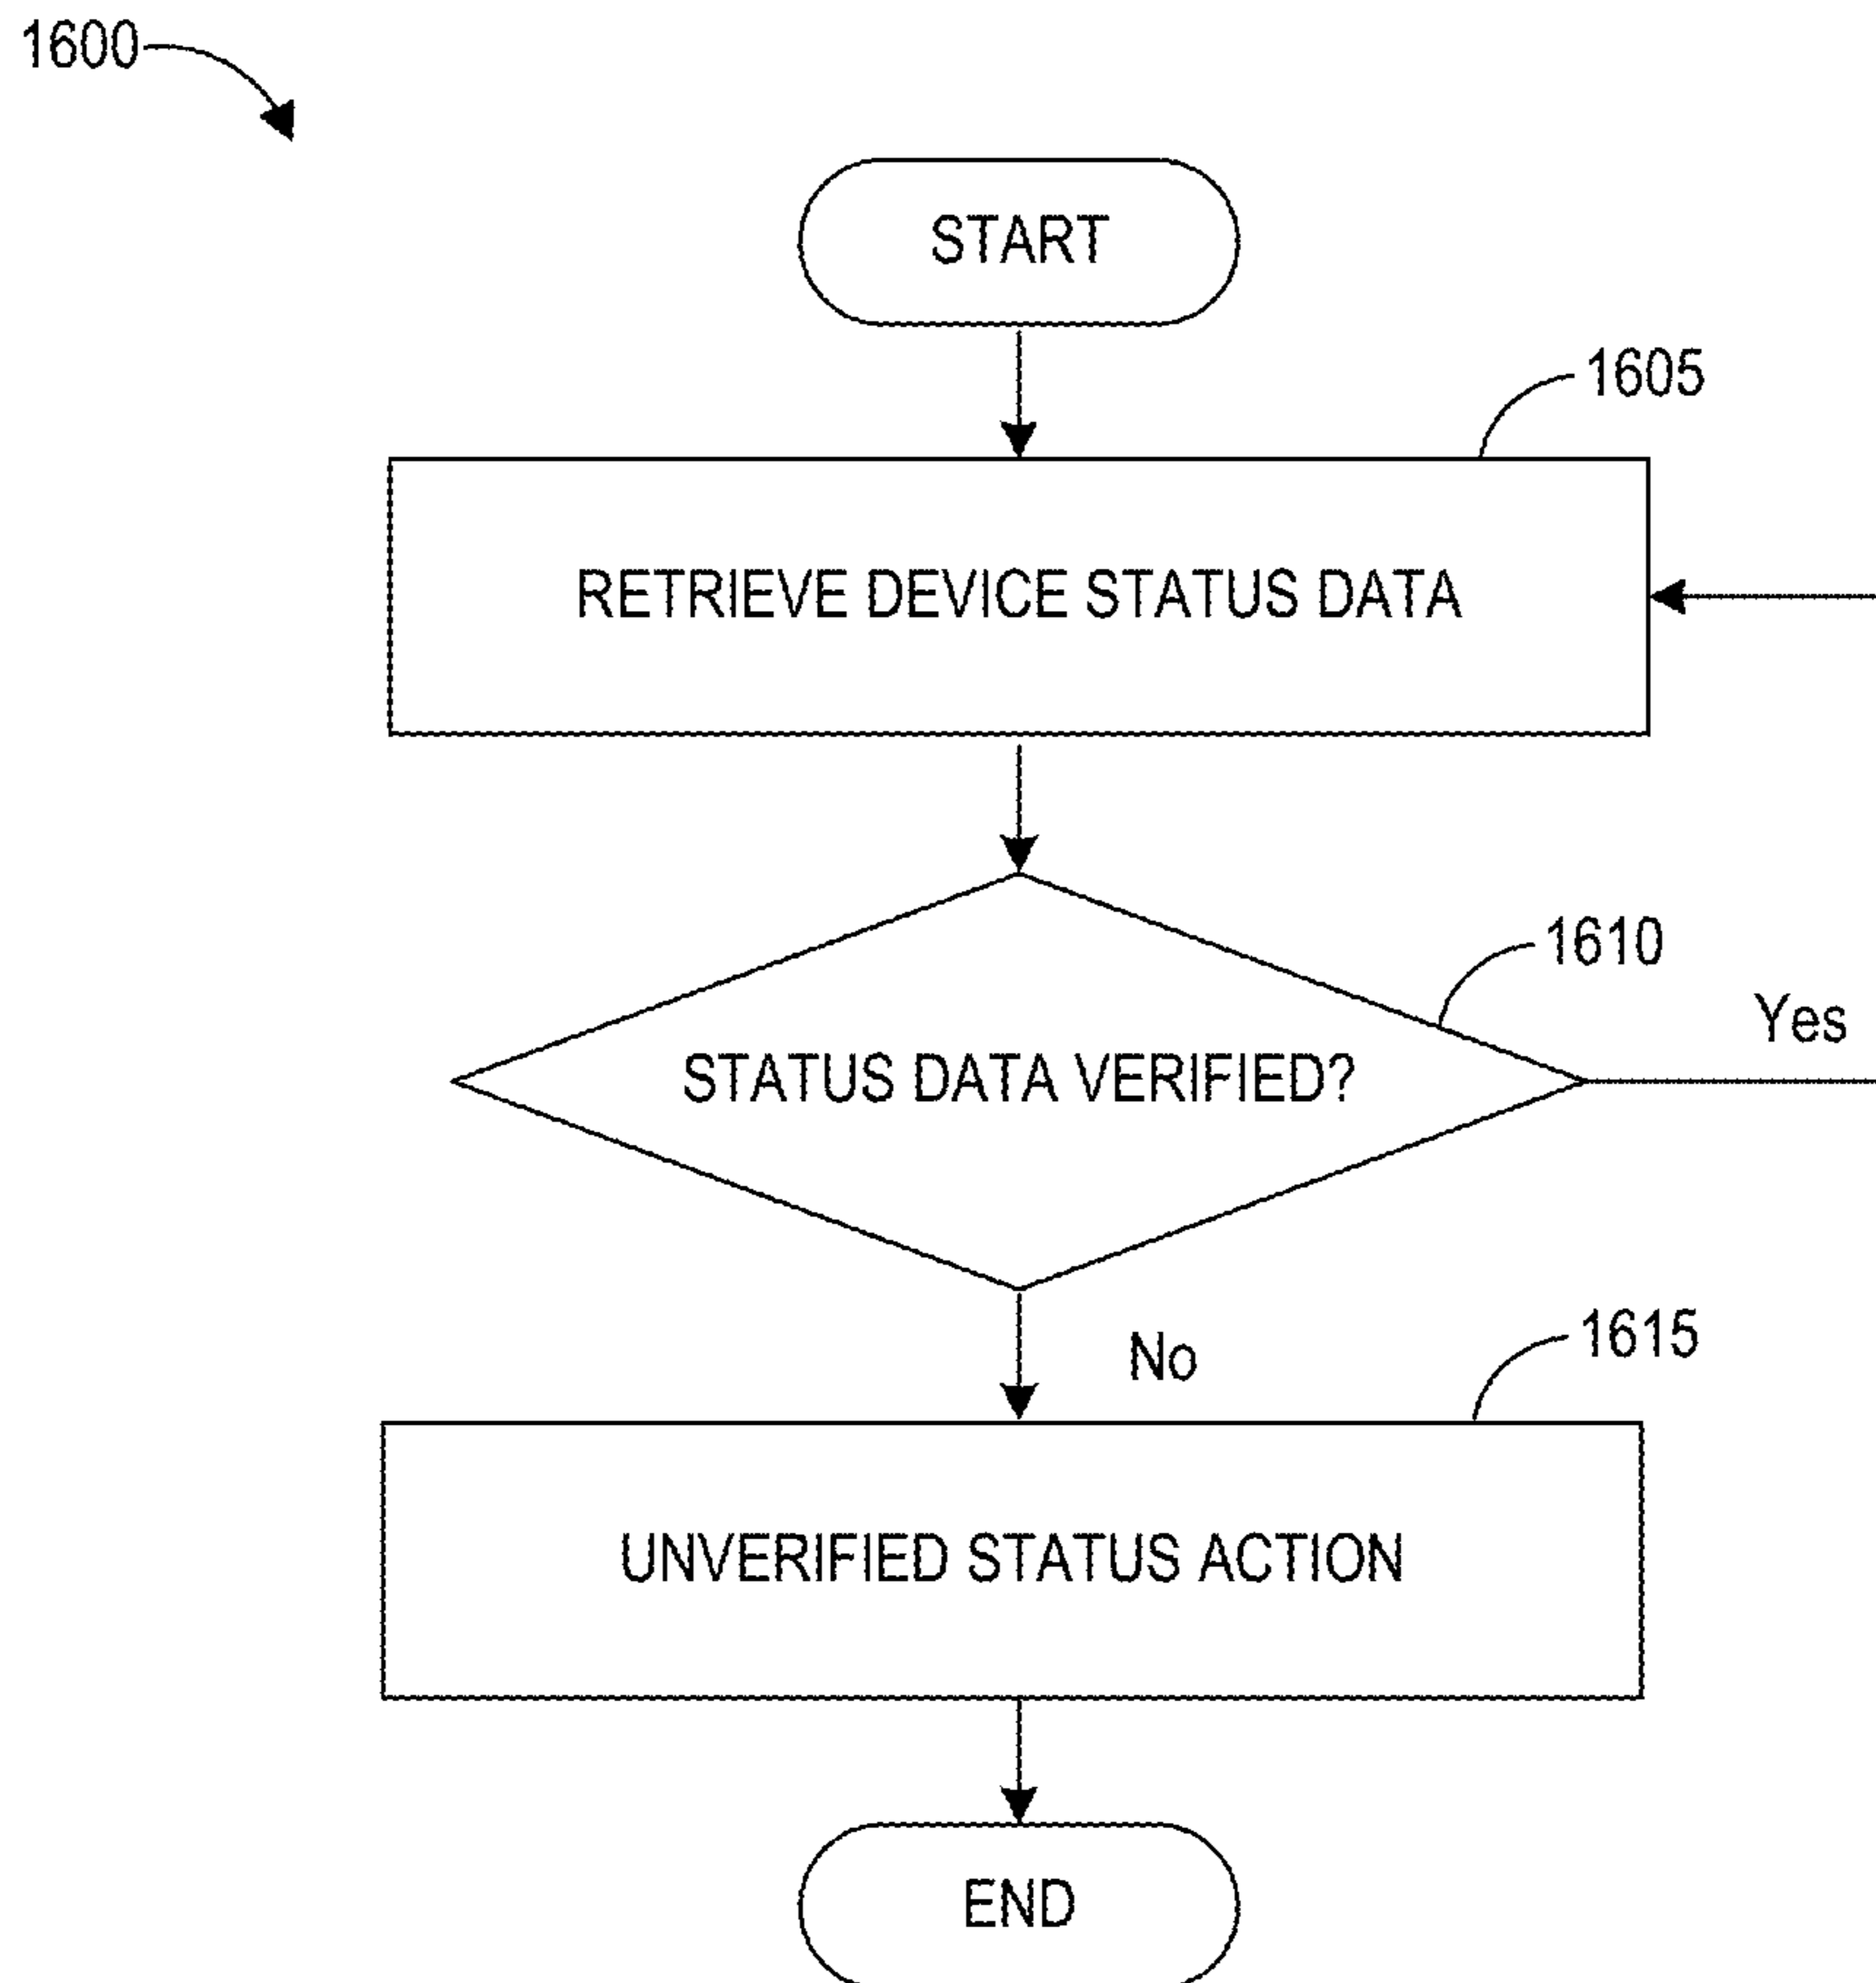 1600
START
1605
RETRIEVE DEVICE STATUS DATA
1610
Yes
STATUS DATA VERIFIED?
No
1615
UNVERIFIED STATUS ACTION
END